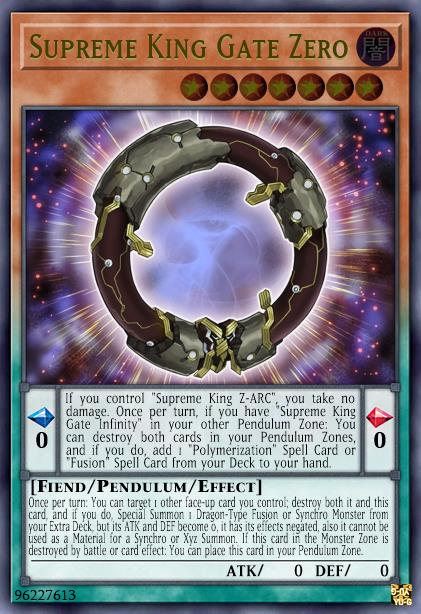 SUPREME KING GATE ZERO
DARK
闇
If you control "Supreme King Z-ARC", you take no
damage. Once per turn, if you have "Supreme King
Gate Infinity" in your other Pendulum Zone: You
can destroy both cards in your Pendulum Zones,
and if you do, add 1 "Polymerization" Spell Card or
"Fusion" Spell Card from your Deck to your hand.
0
0
[FIEND/PENDULUM/EFFECT]
Once per turn: You can target 1 other face-up card you control; destroy both it and this
card, and if you do, Special Summon 1 Dragon-Type Fusion or Synchro Monster from
your Extra Deck, but its ATK and DEF become 0, it has its effects negated, also it cannot be
used as a Material for a Synchro or Xyz Summon. If this card in the Monster Zone is
destroyed by battle or card effect: You can place this card in your Pendulum Zone.
ATK/ 0 DEF/ 0
96227613